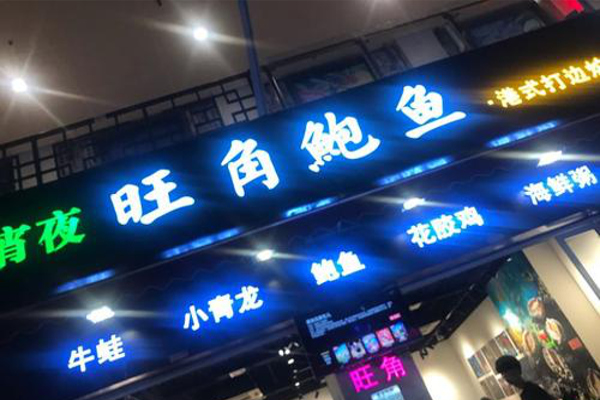 宵夜 旺角鲍鱼 ·港式打边炉
牛蛙 小青龙 鲍鱼 花胶鸡 海鲜粥
旺角